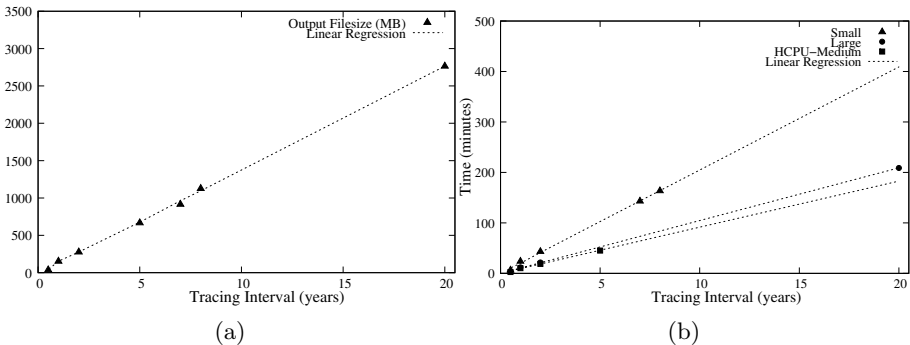 3500
3000
2500
2000
1500
1000
500
0
0
5
10
15
20
Output Filesize (MB)
Linear Regression
Tracing Interval (years)
(a)
500
400
300
200
100
0
0
5
10
15
20
Time (minutes)
Small
Large
HCPU-Medium
Linear Regression
Tracing Interval (years)
(b)